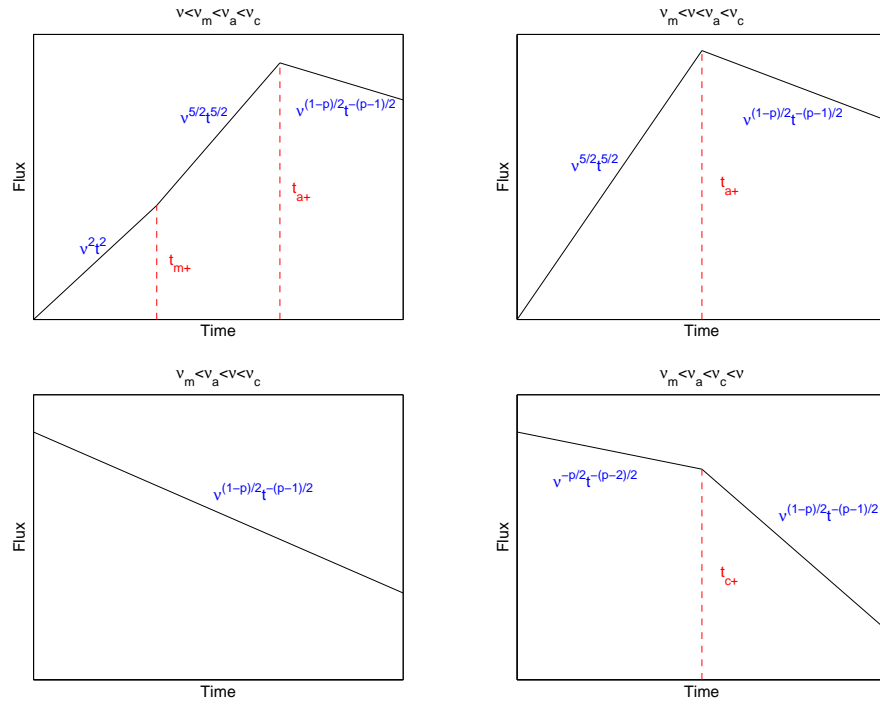 ν<ν_m<ν_a<ν_c
Flux
ν^2t^2
ν^{5/2}t^{5/2}
ν^{(1−p)/2}t^{−(p−1)/2}
t_{m+}
t_{a+}
Time
ν_m<ν<ν_a<ν_c
Flux
ν^{5/2}t^{5/2}
ν^{(1−p)/2}t^{−(p−1)/2}
t_{a+}
Time
ν_m<ν_a<ν<ν_c
Flux
ν^{(1−p)/2}t^{−(p−1)/2}
Time
ν_m<ν_a<ν_c<ν
Flux
ν^{−p/2}t^{−(p−2)/2}
ν^{(1−p)/2}t^{−(p−1)/2}
t_{c+}
Time